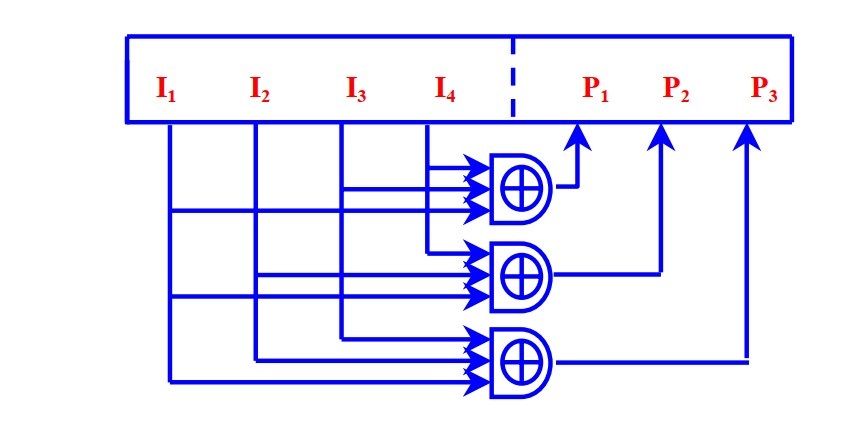 I₁ I₂ I₃ I₄ P₁ P₂ P₃